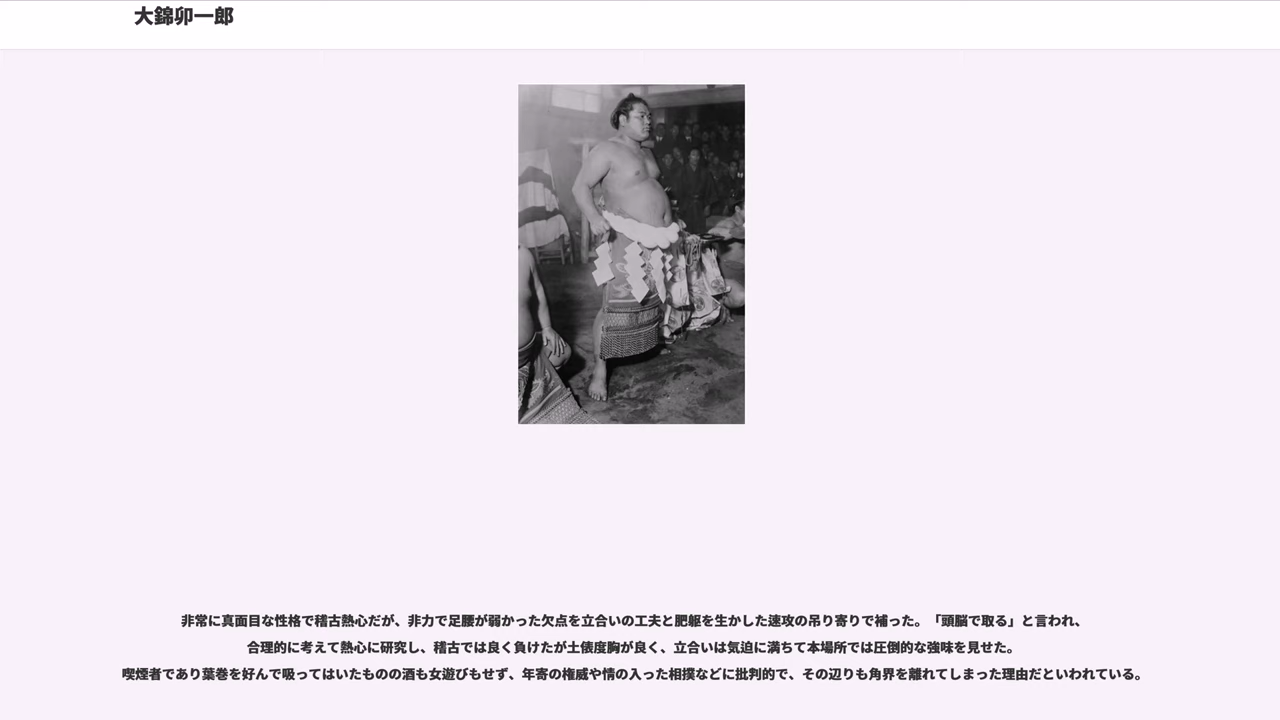 大錦卯一郎
非常に真面目な性格で稽古熱心だが、非力で足腰が弱かった欠点を立合いの工夫と肥躯を生かした速攻の吊り寄りで補った。「頭脳で取る」と言われ、
合理的に考えて熱心に研究し、稽古では良く負けたが土俵度胸が良く、立合いは気迫に満ちて本場所では圧倒的な強味を見せた。
喫煙者であり葉巻を好んで吸ってはいたものの酒も女遊びもせず、年寄の権威や情の入った相撲などに批判的で、その辺りも角界を離れてしまった理由だといわれている。